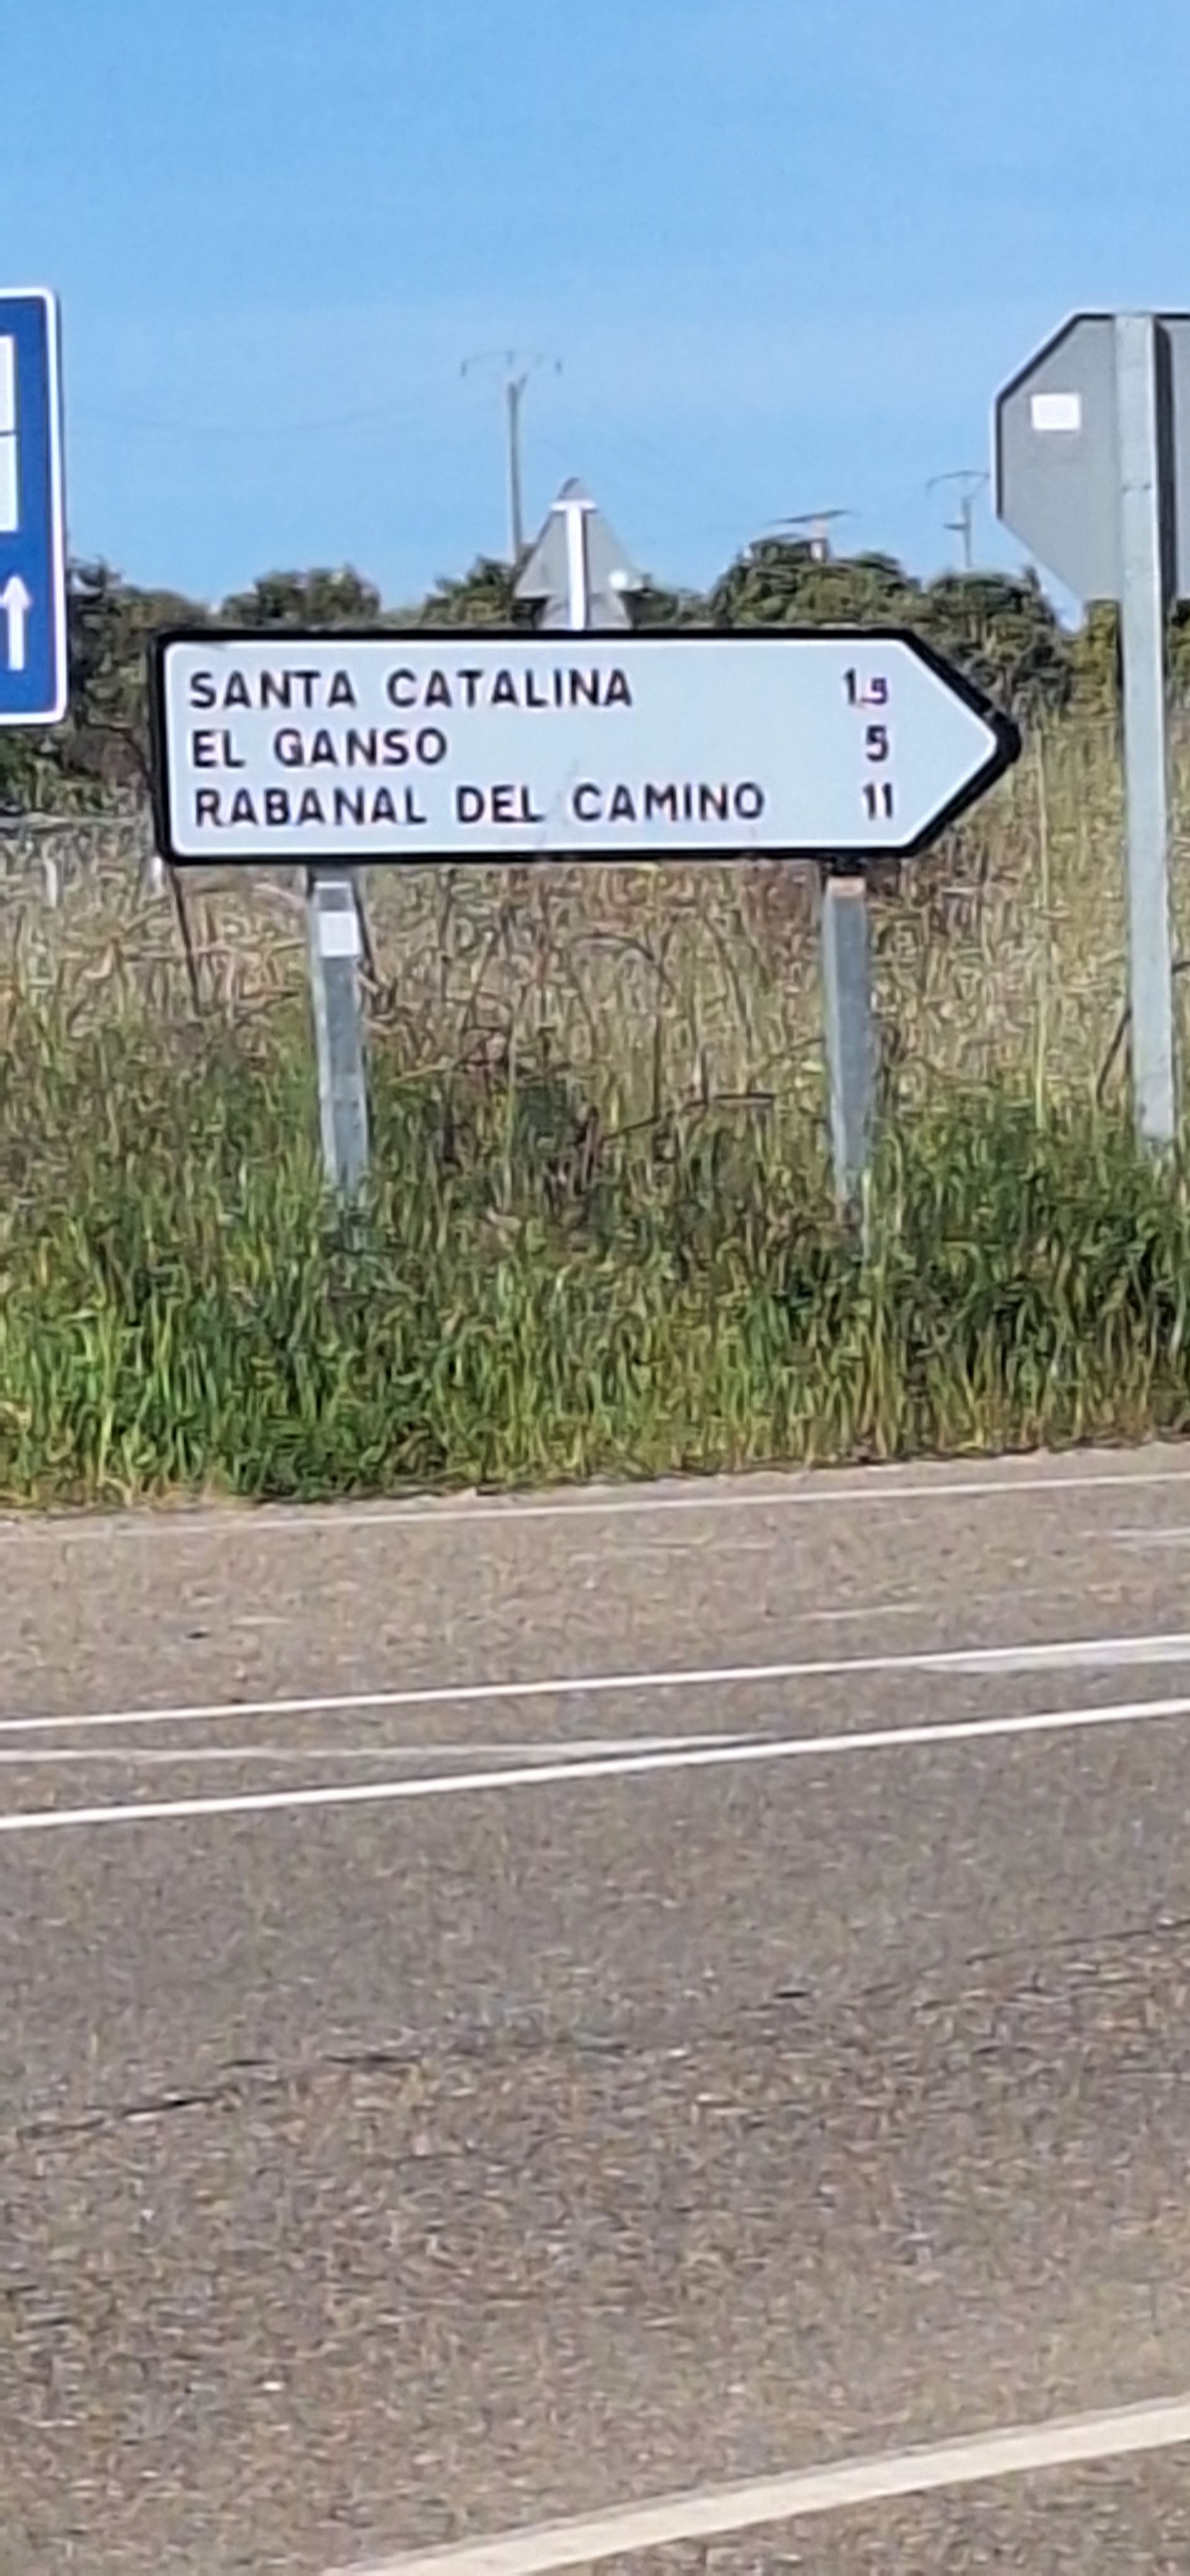 SANTA CATALINA 1,5
EL GANSO 5
RABANAL DEL CAMINO 11